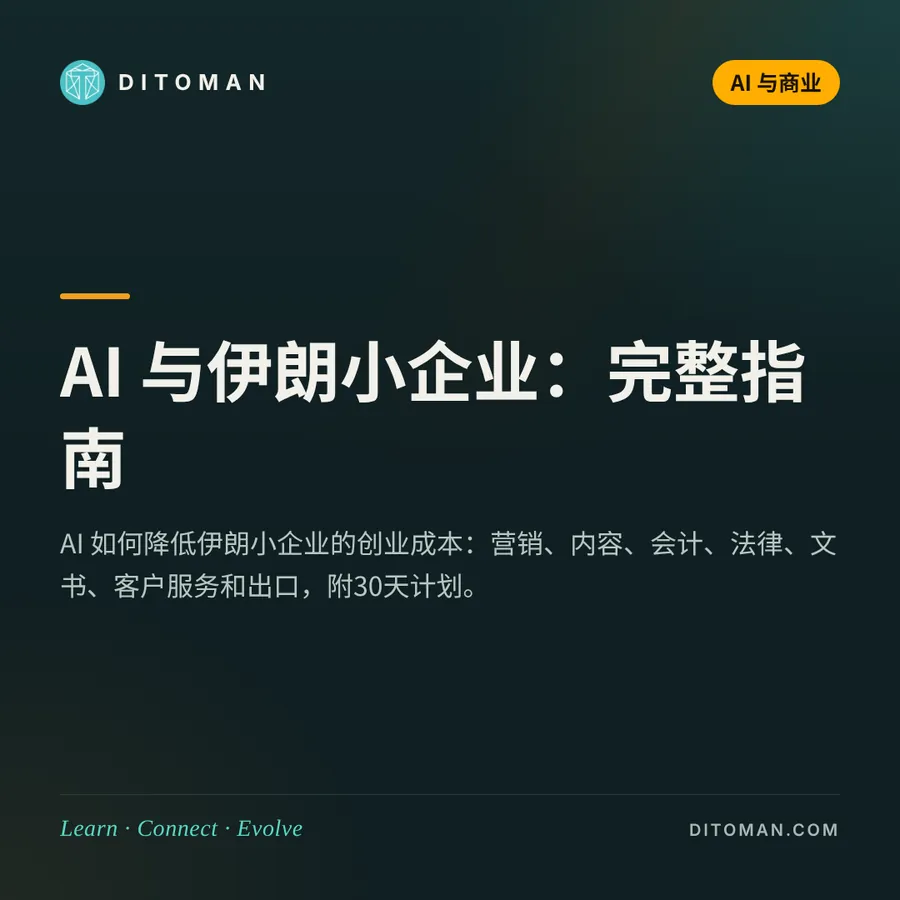 DITOMAN
AI 与商业
AI 与伊朗小企业：完整指
南
AI 如何降低伊朗小企业的创业成本：营销、内容、会计、法律、文
书、客户服务和出口，附30天计划。
Learn · Connect · Evolve
DITOMAN.COM